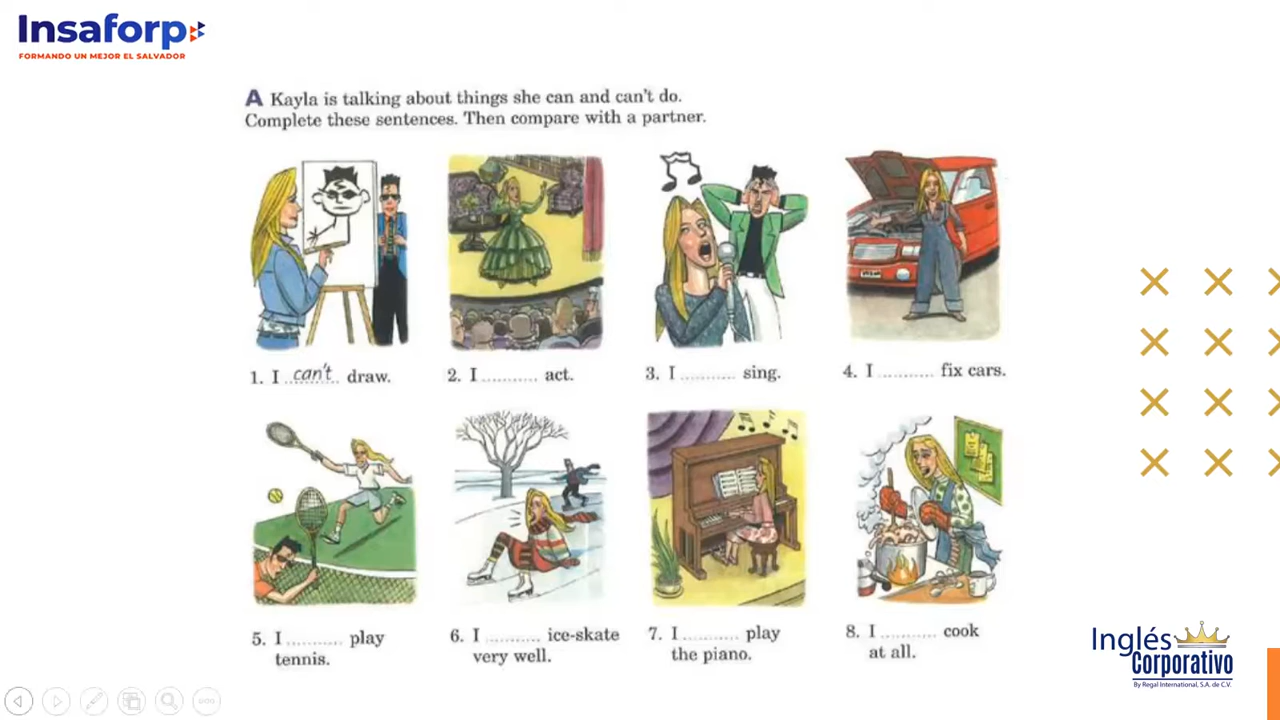 Insaforp
FORMANDO UN MEJOR EL SALVADOR
A Kayla is talking about things she can and can't do.
Complete these sentences. Then compare with a partner.
1. I can't draw.
2. I ........... act.
3. I ........... sing.
4. I ........... fix cars.
5. I ........... play
tennis.
6. I ........... ice-skate
very well.
7. I ........... play
the piano.
8. I ........... cook
at all.
Inglés
Corporativo
By Regal International, S.A. de C.V.